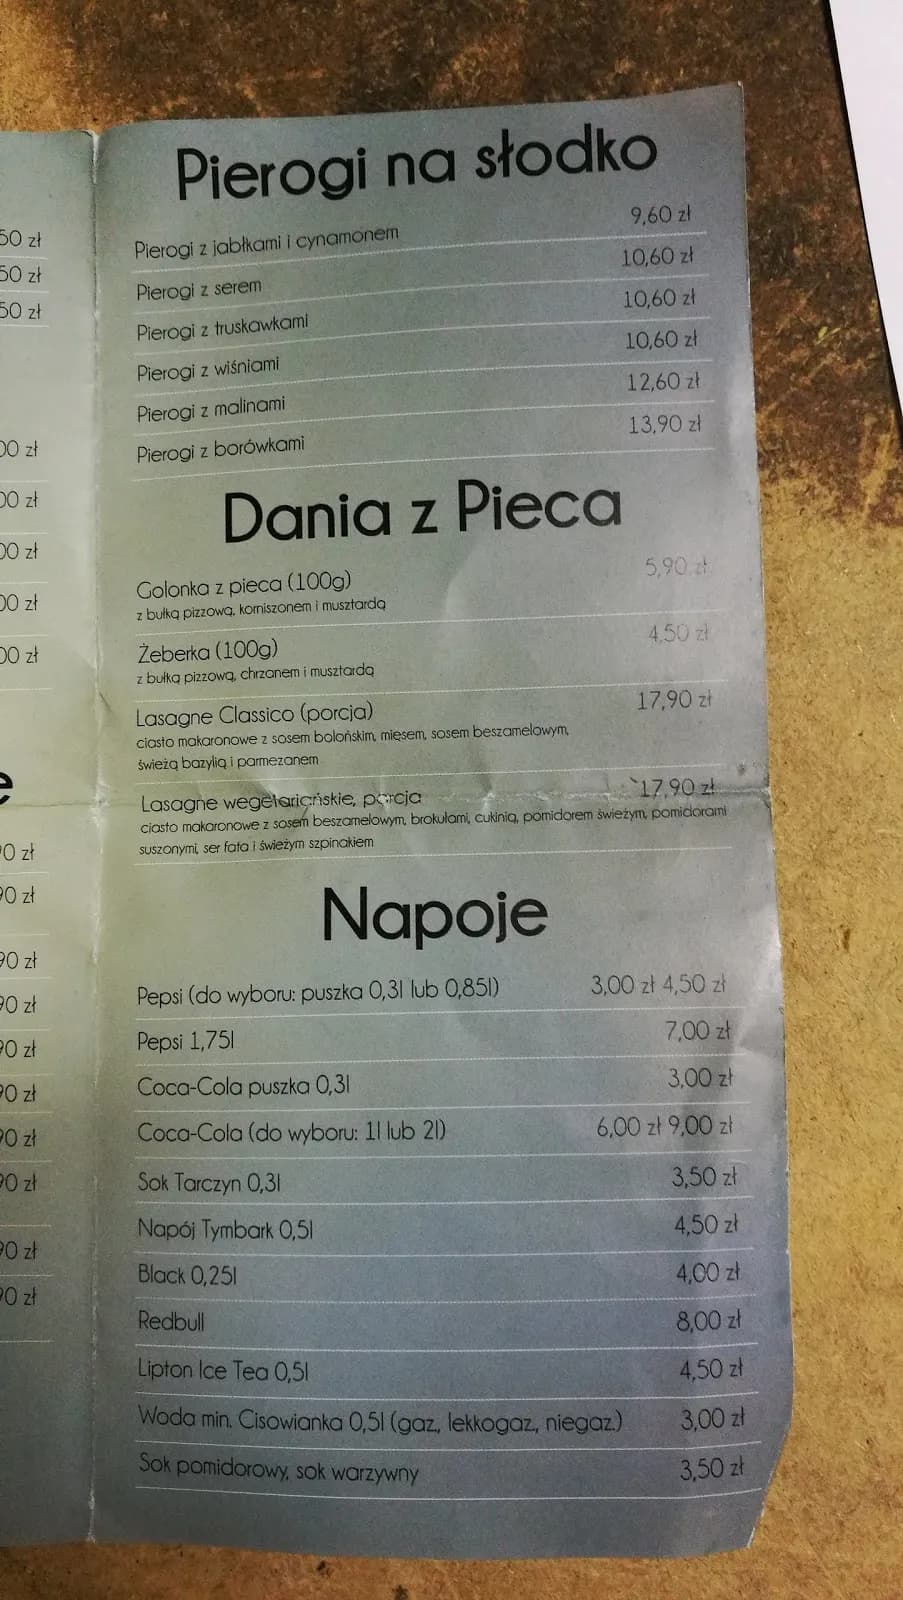 Pierogi na słodko
Pierogi z jabłkami i cynamonem 9,60 zł
Pierogi z serem 10,60 zł
Pierogi z truskawkami 10,60 zł
Pierogi z wiśniami 10,60 zł
Pierogi z malinami 12,60 zł
Pierogi z borówkami 13,90 zł
Dania z Pieca
Golonka z pieca (100g) 5,90 zł
z bułką pizzową, korniszonem i musztardą
Żeberka (100g) 4,50 zł
z bułką pizzową, chrzanem i musztardą
Lasagne Classico (porcja) 17,90 zł
ciasto makaronowe z sosem bolońskim, mięsem, sosem beszamelowym,
świeżą bazylią i parmezanem
Lasagne wegetariańskie, porcja 17,90 zł
ciasto makaronowe z sosem beszamelowym, brokułami, cukinią, pomidorem świeżym, pomidorami
suszonymi, ser fata i świeżym szpinakiem
Napoje
Pepsi (do wyboru: puszka 0,3l lub 0,85l) 3,00 zł 4,50 zł
Pepsi 1,75l 7,00 zł
Coca-Cola puszka 0,3l 3,00 zł
Coca-Cola (do wyboru: 1l lub 2l) 6,00 zł 9,00 zł
Sok Tarczyn 0,3l 3,50 zł
Napój Tymbark 0,5l 4,50 zł
Black 0,25l 4,00 zł
Redbull 8,00 zł
Lipton Ice Tea 0,5l 4,50 zł
Woda min. Cisowianka 0,5l (gaz, lekkogaz, niegaz.) 3,00 zł
Sok pomidorowy, sok warzywny 3,50 zł